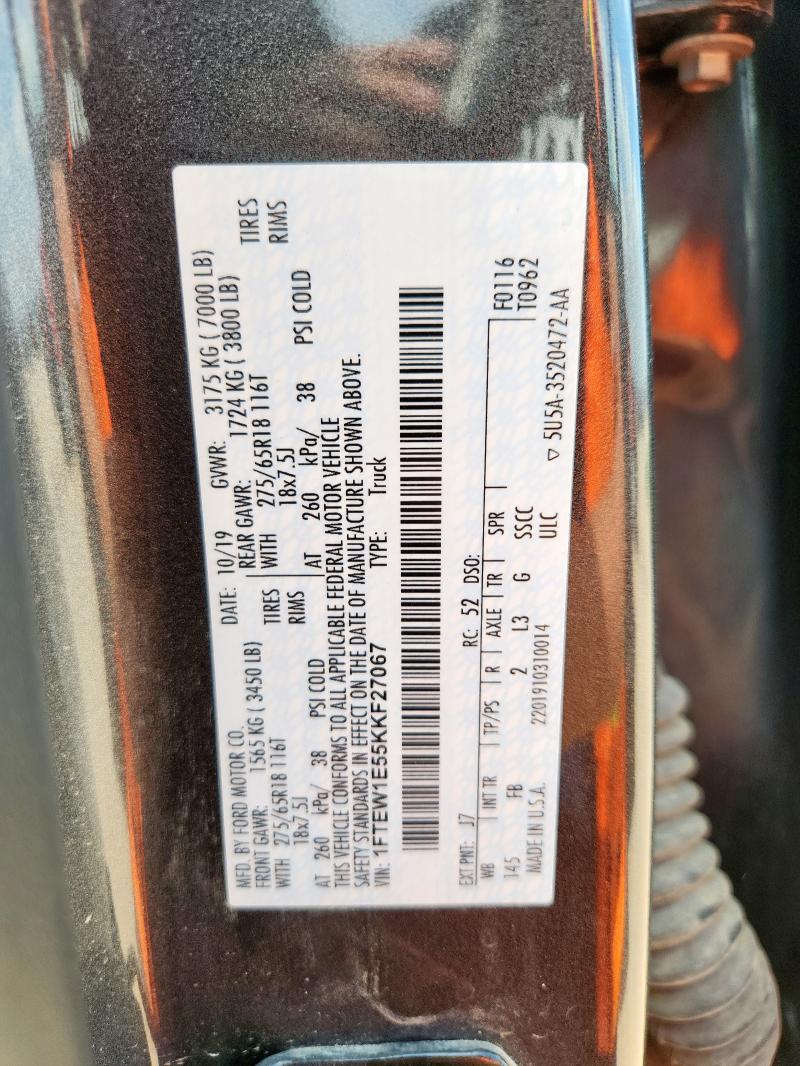 MFD. BY FORD MOTOR CO.
DATE: 10/19 GVWR: 3175 KG ( 7000 LB)
FRONT GAWR: 1565 KG ( 3450 LB)
REAR GAWR: 1724 KG ( 3800 LB)
WITH 275/65R18 116T TIRES
WITH 275/65R18 116T TIRES
18x7.5J RIMS
18x7.5J RIMS
AT 260 kPa/ 38 PSI COLD
AT 260 kPa/ 38 PSI COLD
THIS VEHICLE CONFORMS TO ALL APPLICABLE FEDERAL MOTOR VEHICLE
SAFETY STANDARDS IN EFFECT ON THE DATE OF MANUFACTURE SHOWN ABOVE.
VIN: 1FTEW1E55KKF27067 TYPE: Truck
EXT PNT: J7 RC: 52 DSO:
WB INT TR TP/PS R AXLE TR SPR F0116
145 FB 2 L3 G SSCC T0962
MADE IN U.S.A. 2201910310014 ULC ▽ 5U5A-3520472-AA